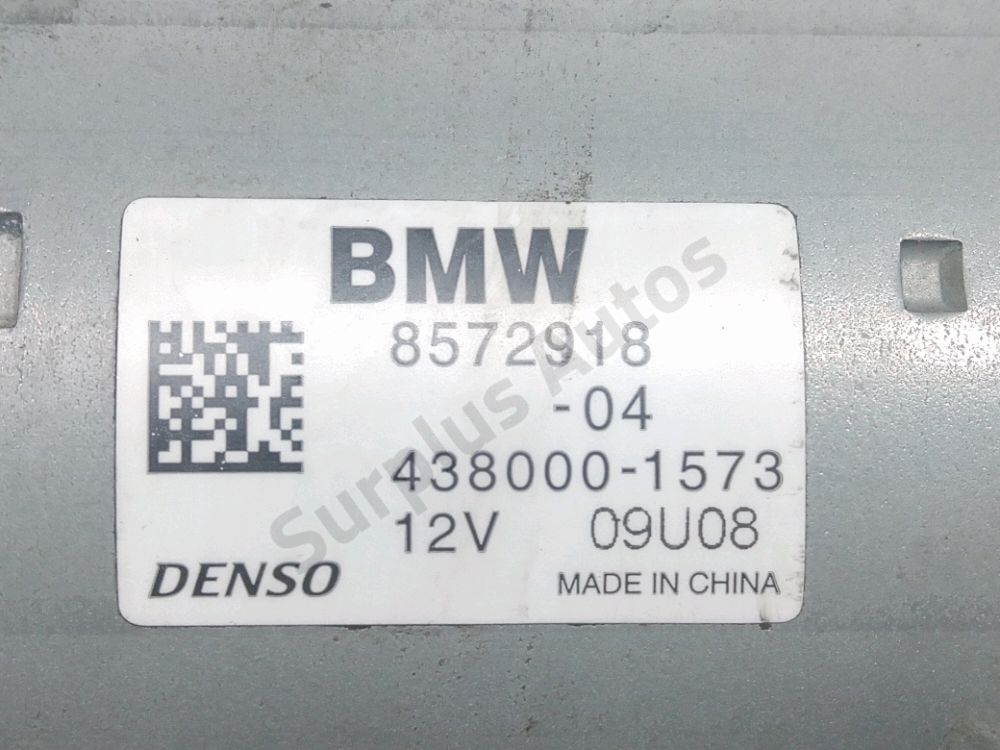 BMW
8572918
-04
438000-1573
12V 09U08
DENSO MADE IN CHINA
Surplus Autos